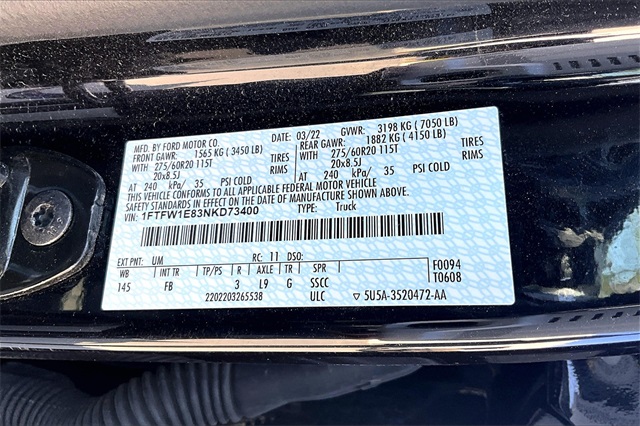 MFD. BY FORD MOTOR CO. 03/22 GVWR: 3198 KG ( 7050 LB)
FRONT GAWR: 1565 KG ( 3450 LB) REAR GAWR: 1882 KG ( 4150 LB)
WITH: 275/60R20 115T TIRES WITH: 275/60R20 115T TIRES
20x8.5J RIMS 20x8.5J RIMS
AT 240 kPa/ 35 PSI COLD AT 240 kPa/ 35 PSI COLD
THIS VEHICLE CONFORMS TO ALL APPLICABLE FEDERAL MOTOR VEHICLE
SAFETY STANDARDS IN EFFECT ON THE DATE OF MANUFACTURE SHOWN ABOVE
VIN: 1FTFW1E83NKD73400 TYPE: Truck
EXT PNT: UM RC: 11 DSO: F0094
WB INT TR TP/PS R AXLE TR SPR T0608
145 FB 3 L9 G SSCC
2202203265538 ULC ▽ 5U5A-3520472-AA